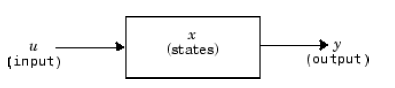 u
(input)
x
(states)
y
(output)